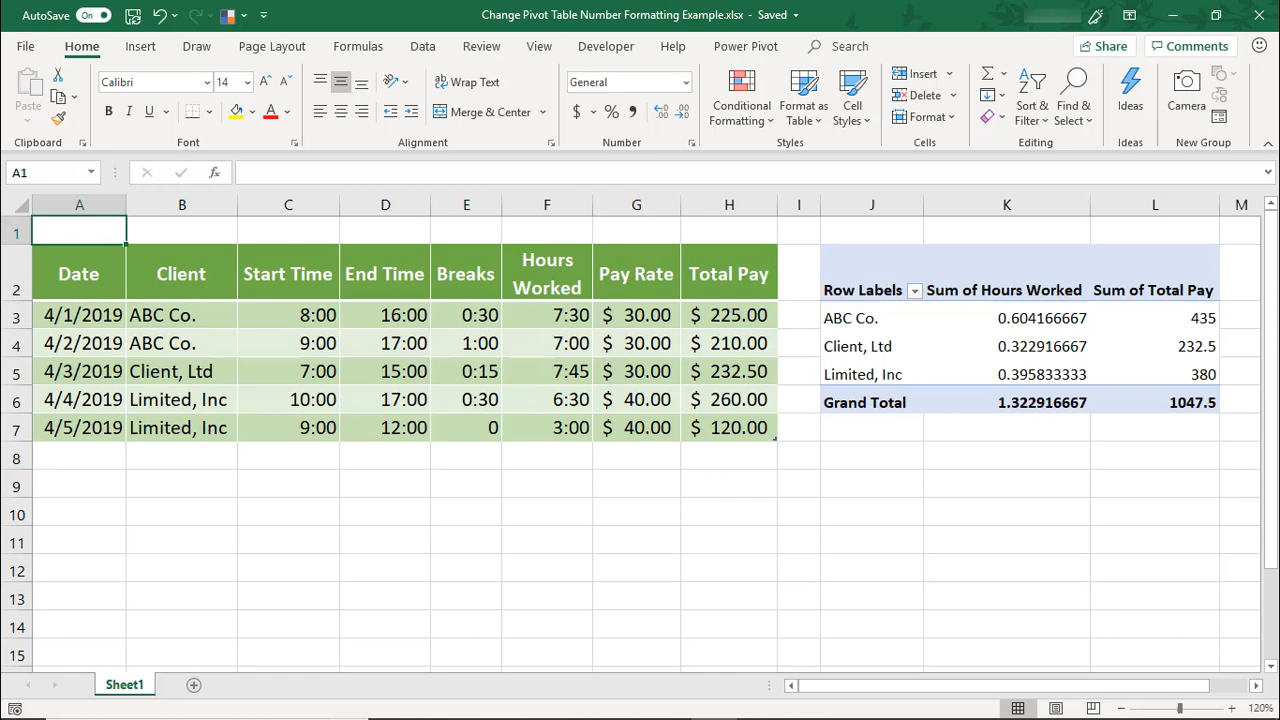 AutoSave On
Change Pivot Table Number Formatting Example.xlsx - Saved
File Home Insert Draw Page Layout Formulas Data Review View Developer Help Power Pivot Search Share Comments
Paste
Calibri 14
B I U A
Wrap Text
Merge & Center
General
$ % ,
Conditional Formatting
Format as Table
Cell Styles
Insert
Delete
Format
Sort & Filter
Find & Select
Ideas
Camera
Clipboard Font Alignment Number Styles Cells Editing Ideas New Group
A1 fx
A B C D E F G H I J K L M
1
2 Date Client Start Time End Time Breaks Hours Worked Pay Rate Total Pay Row Labels Sum of Hours Worked Sum of Total Pay
3 4/1/2019 ABC Co. 8:00 16:00 0:30 7:30 $ 30.00 $ 225.00 ABC Co. 0.604166667 435
4 4/2/2019 ABC Co. 9:00 17:00 1:00 7:00 $ 30.00 $ 210.00 Client, Ltd 0.322916667 232.5
5 4/3/2019 Client, Ltd 7:00 15:00 0:15 7:45 $ 30.00 $ 232.50 Limited, Inc 0.395833333 380
6 4/4/2019 Limited, Inc 10:00 17:00 0:30 6:30 $ 40.00 $ 260.00 Grand Total 1.322916667 1047.5
7 4/5/2019 Limited, Inc 9:00 12:00 0 3:00 $ 40.00 $ 120.00
8
9
10
11
12
13
14
15
Sheet1
120%